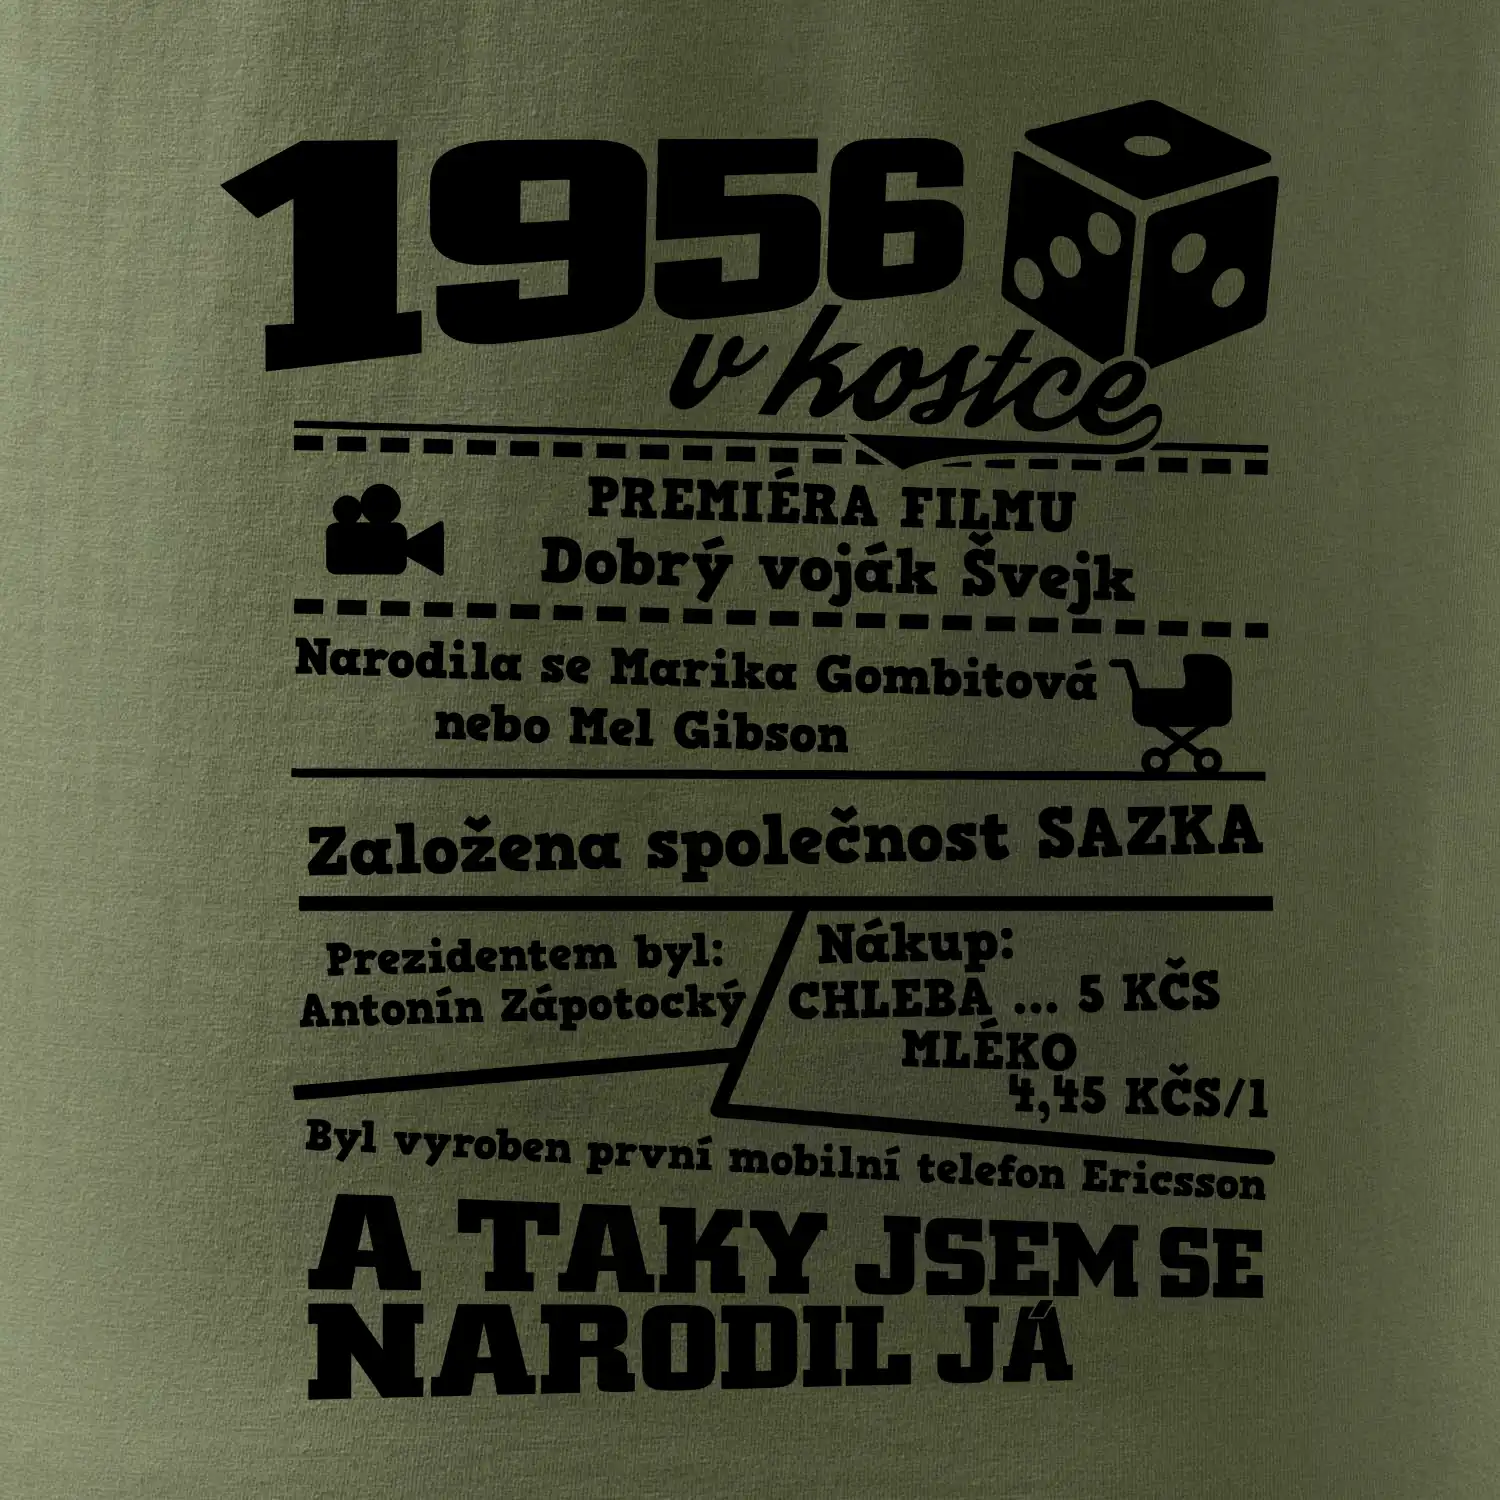 1956
v kostce
PREMIÉRA FILMU
Dobrý voják Švejk
Narodila se Marika Gombitová
nebo Mel Gibson
Založena společnost SAZKA
Prezidentem byl:
Antonín Zápotocký
Nákup:
CHLEBA ... 5 KČS
MLÉKO
4,45 KČS/l
Byl vyroben první mobilní telefon Ericsson
A TAKY JSEM SE
NARODIL JÁ